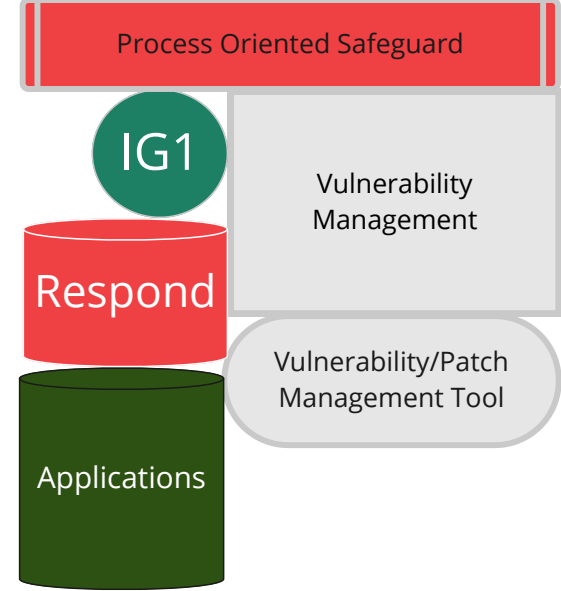 Process Oriented Safeguard
IG1
Vulnerability
Management
Respond
Vulnerability/Patch
Management Tool
Applications